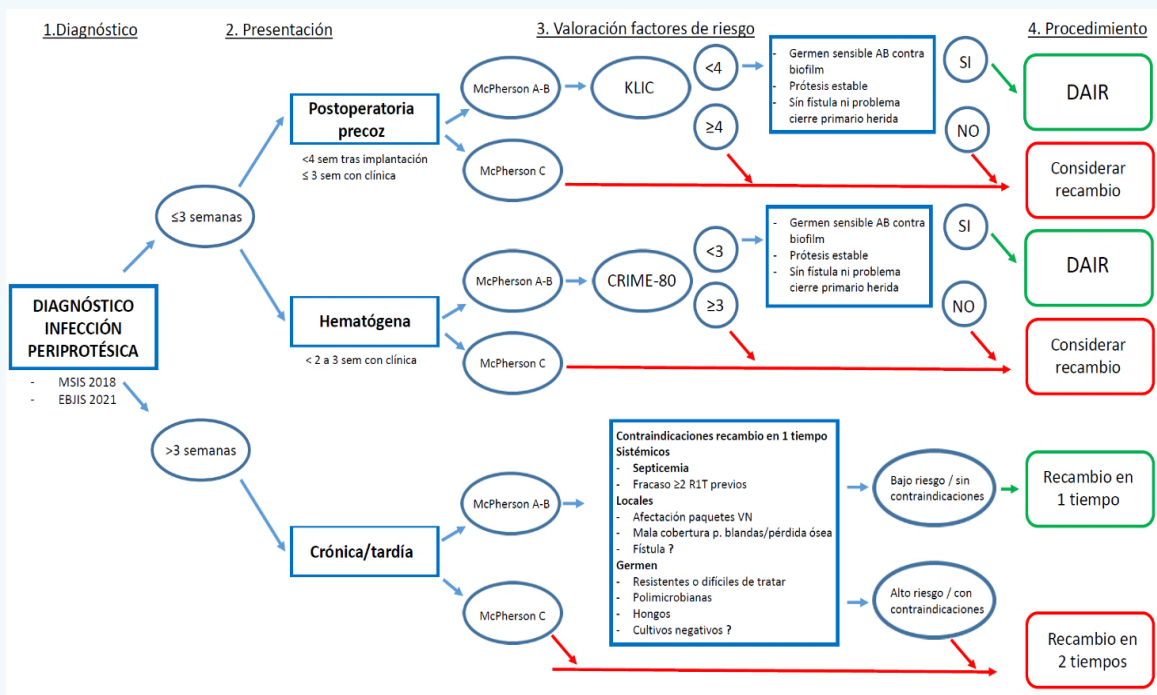 1.Diagnóstico
2. Presentación
3. Valoración factores de riesgo
4. Procedimiento
DIAGNÓSTICO
INFECCIÓN
PERIPROTÉSICA
- MSIS 2018
- EBJIS 2021
≤3 semanas
Postoperatoria
precoz
<4 sem tras implantación
≤ 3 sem con clínica
McPherson A-B
McPherson C
KLIC
<4
≥4
- Germen sensible AB contra
biofilm
- Prótesis estable
- Sin fístula ni problema
cierre primario herida
SI
NO
DAIR
Considerar
recambio
Hematógena
< 2 a 3 sem con clínica
McPherson A-B
McPherson C
CRIME-80
<3
≥3
- Germen sensible AB contra
biofilm
- Prótesis estable
- Sin fístula ni problema
cierre primario herida
SI
NO
DAIR
Considerar
recambio
>3 semanas
Crónica/tardía
McPherson A-B
McPherson C
Contraindicaciones recambio en 1 tiempo
Sistémicos
- Septicemia
- Fracaso ≥2 R1T previos
Locales
- Afectación paquetes VN
- Mala cobertura p. blandas/pérdida ósea
- Fístula ?
Germen
- Resistentes o difíciles de tratar
- Polimicrobianas
- Hongos
- Cultivos negativos ?
Bajo riesgo / sin
contraindicaciones
Alto riesgo / con
contraindicaciones
Recambio en
1 tiempo
Recambio en
2 tiempos